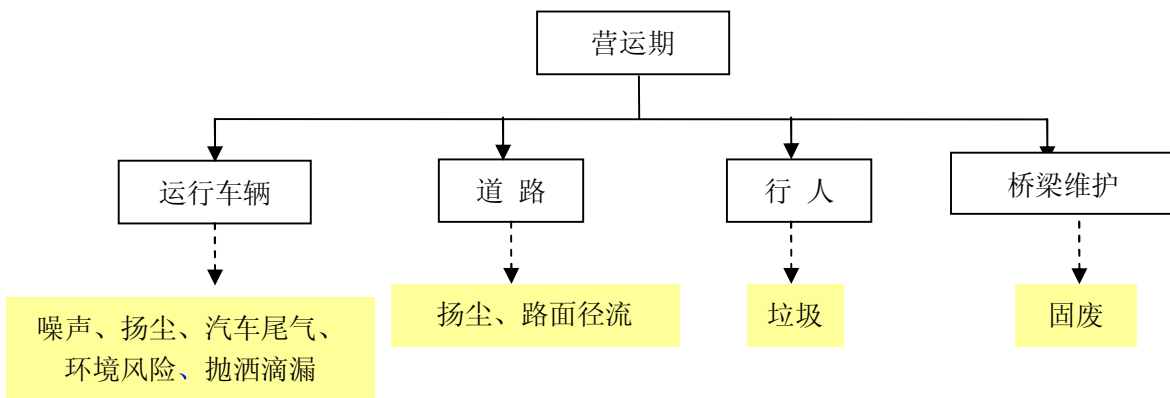 营运期
运行车辆
道 路
行 人
桥梁维护
噪声、扬尘、汽车尾气、
环境风险、抛洒滴漏
扬尘、路面径流
垃圾
固废